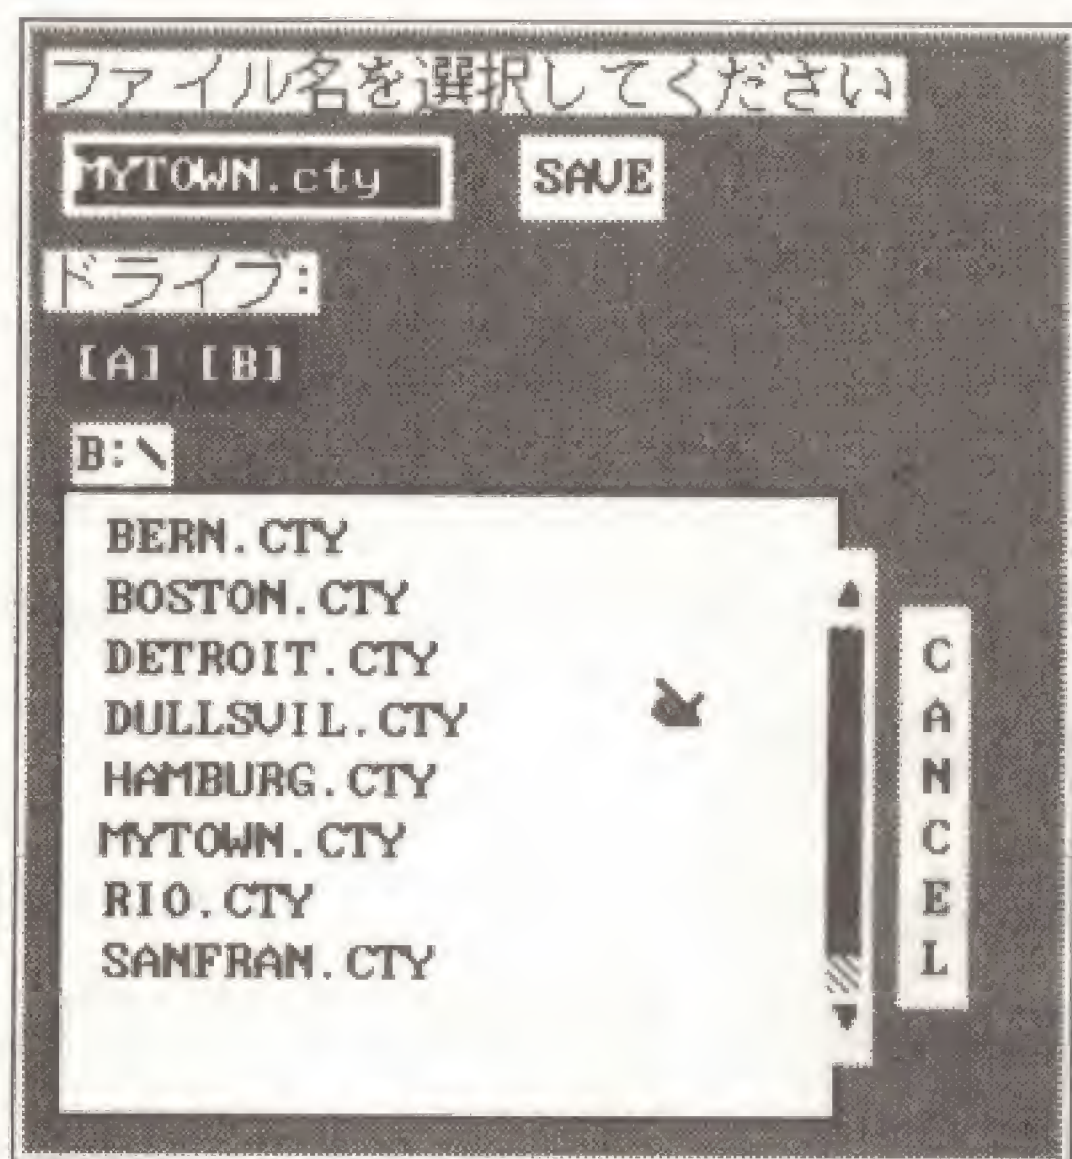 ファイル名を選択してください
MYTOWN.cty SAVE
ドライブ:
[A] [B]
B:\
BERN.CTY
BOSTON.CTY
DETROIT.CTY
DULLSVIL.CTY
HAMBURG.CTY
MYTOWN.CTY
RIO.CTY
SANFRAN.CTY
CANCEL